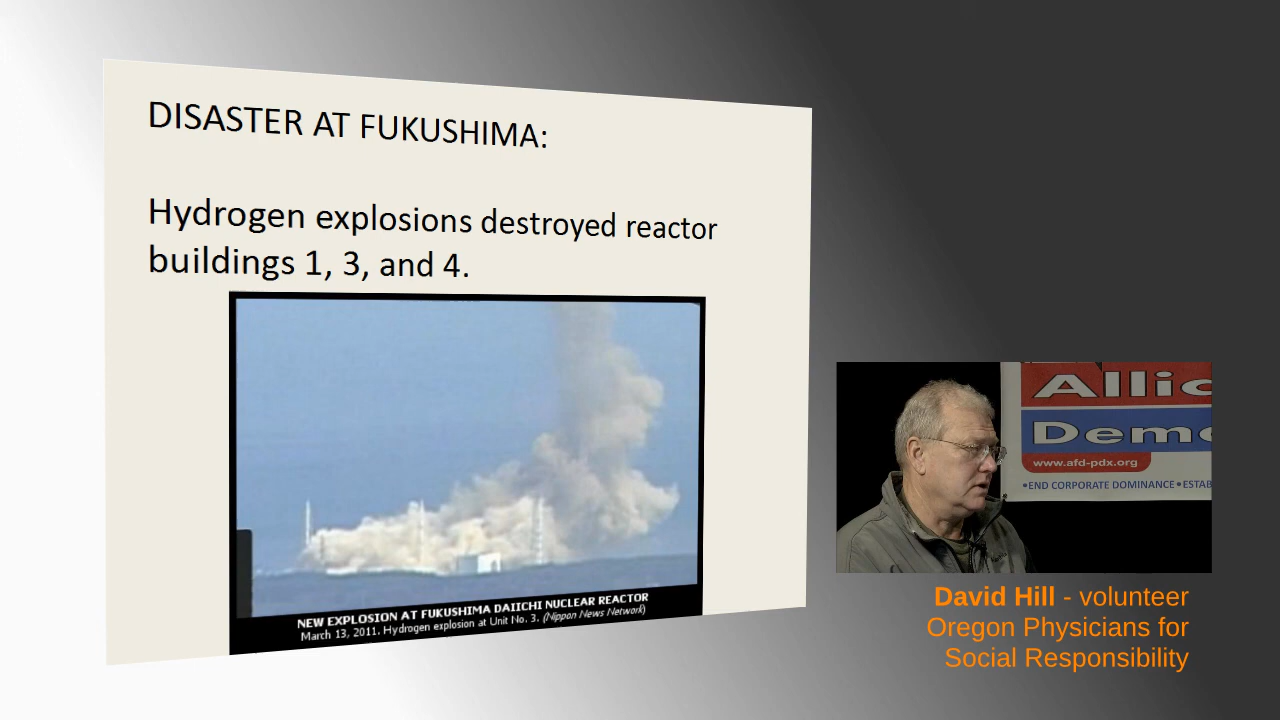 DISASTER AT FUKUSHIMA:
Hydrogen explosions destroyed reactor
buildings 1, 3, and 4.
NEW EXPLOSION AT FUKUSHIMA DAIICHI NUCLEAR REACTOR
March 13, 2011. Hydrogen explosion at Unit No. 3. (Nippon News Network)
Allic
Demo
www.afd-pdx.org
•END CORPORATE DOMINANCE •ESTAB
David Hill - volunteer
Oregon Physicians for
Social Responsibility